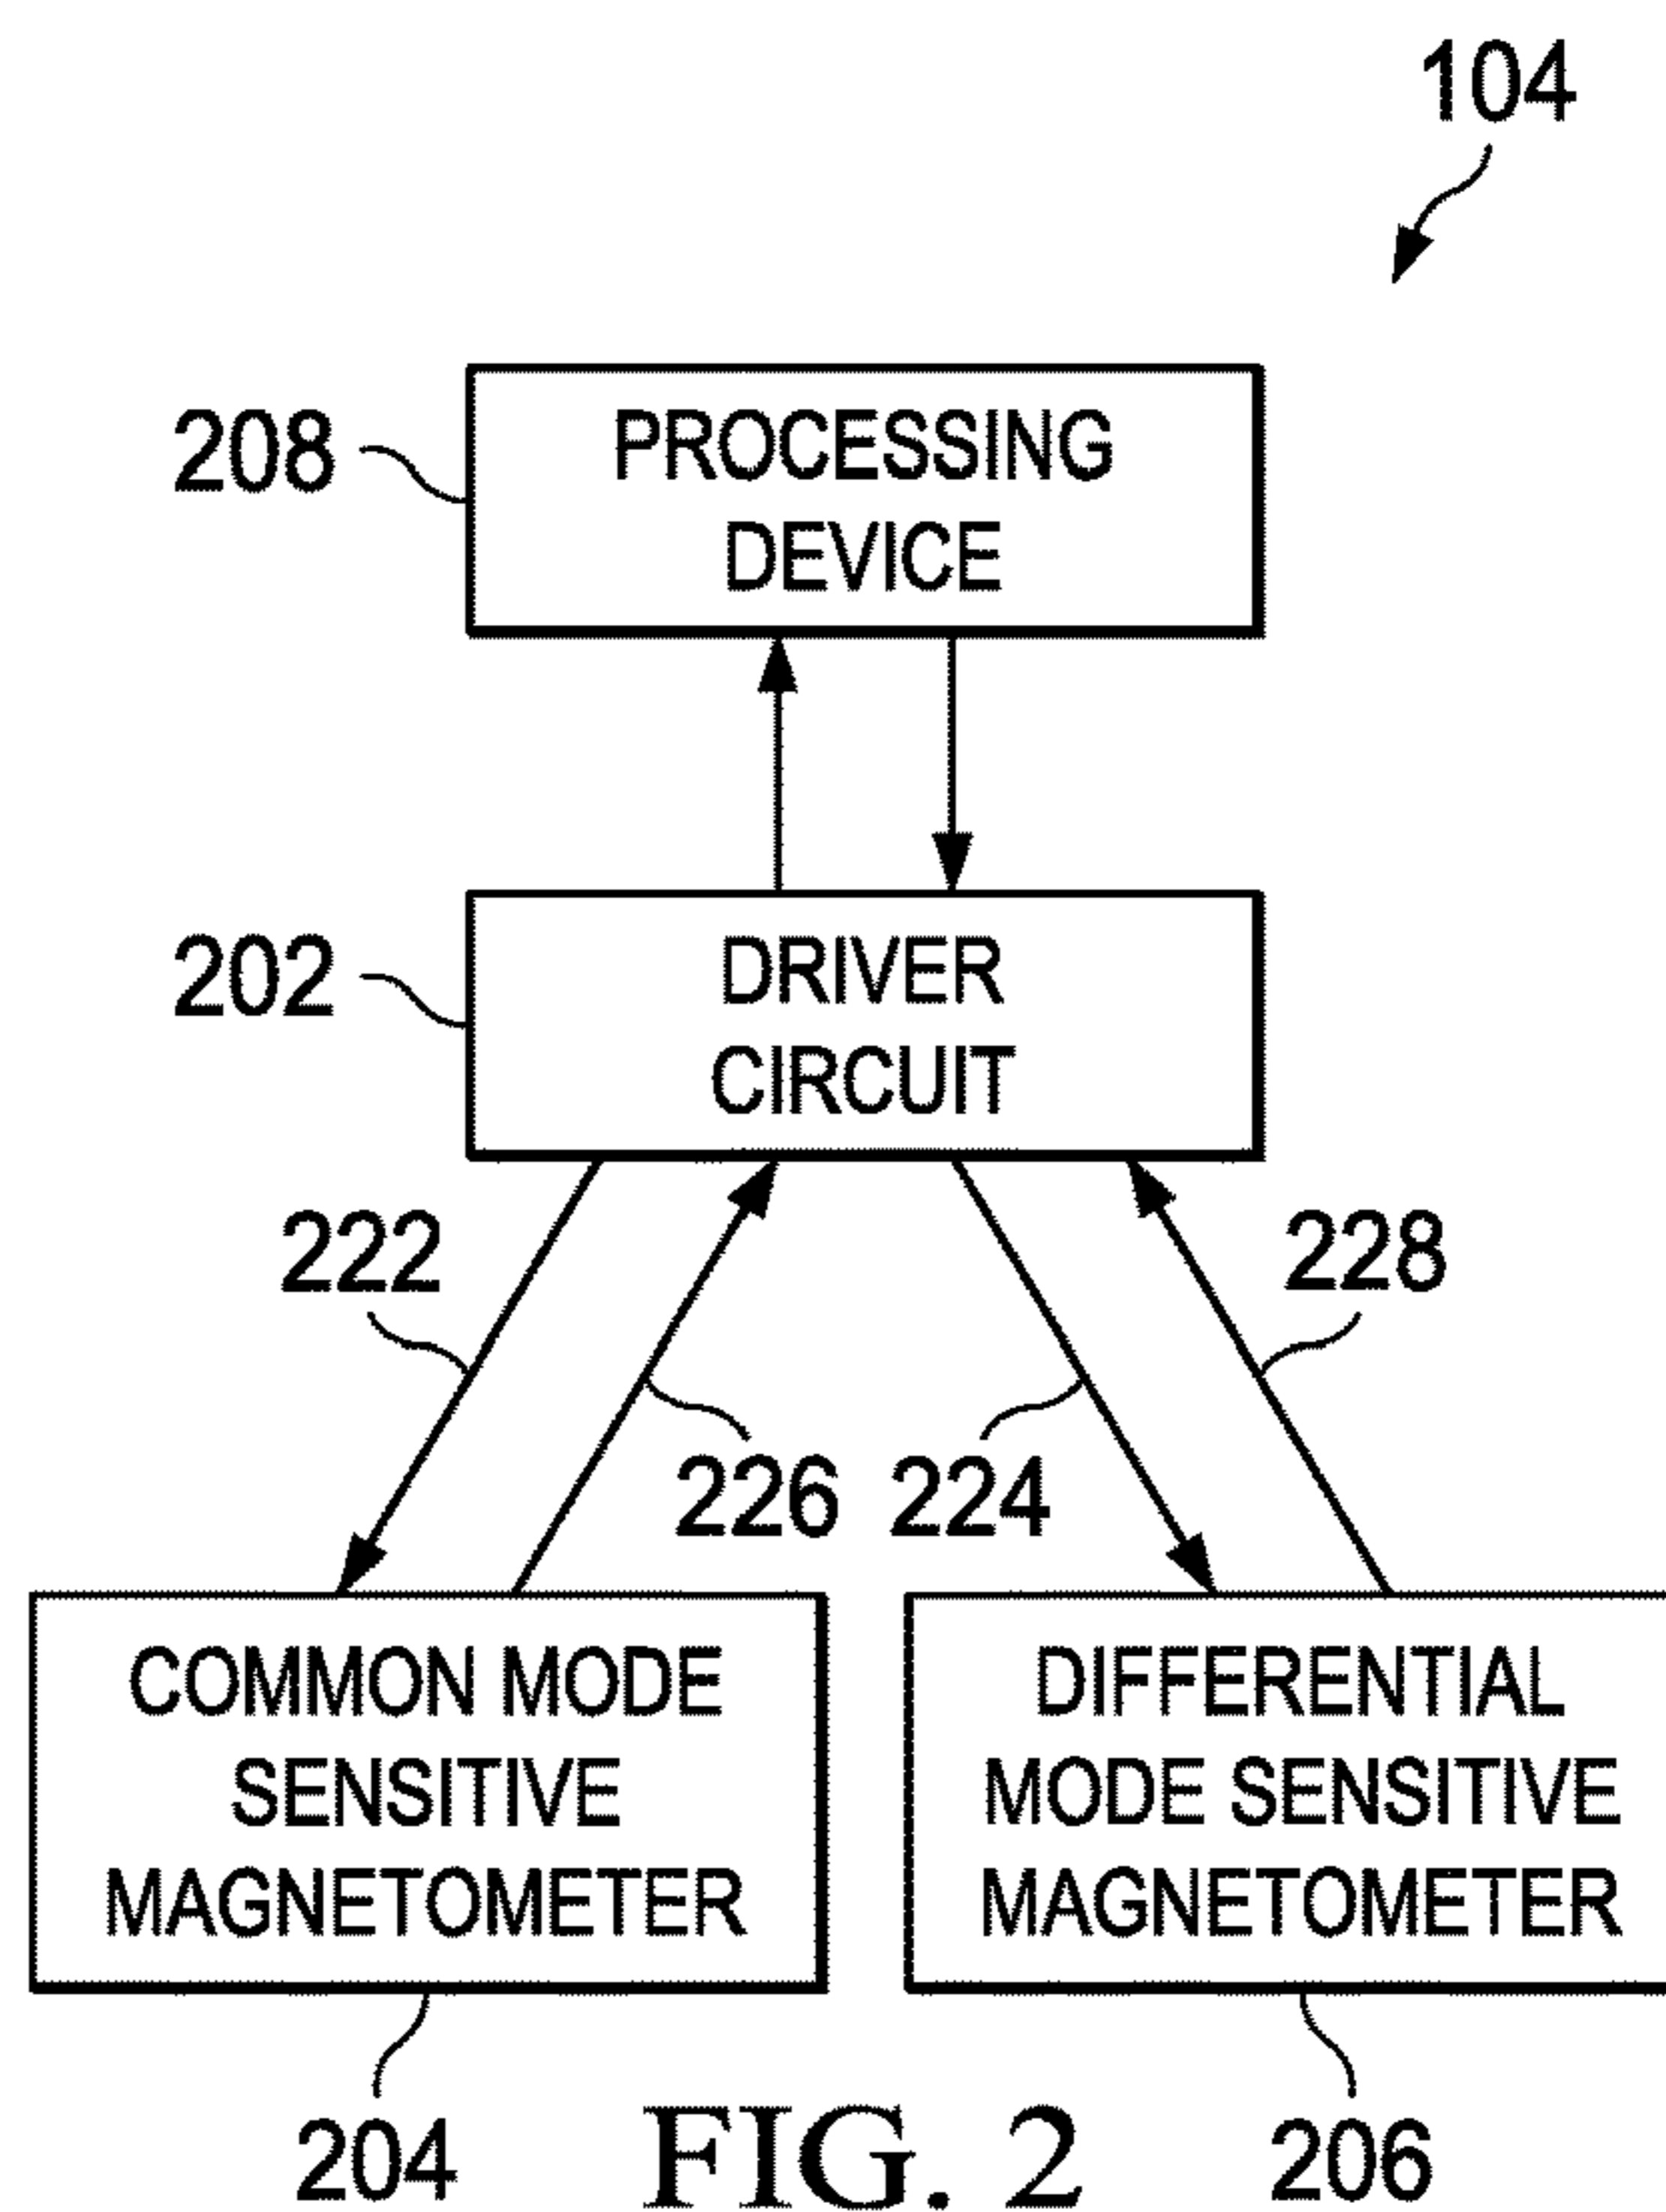 104
208
PROCESSING
DEVICE
202
DRIVER
CIRCUIT
222
228
226
224
COMMON MODE
SENSITIVE
MAGNETOMETER
DIFFERENTIAL
MODE SENSITIVE
MAGNETOMETER
204
206
FIG. 2